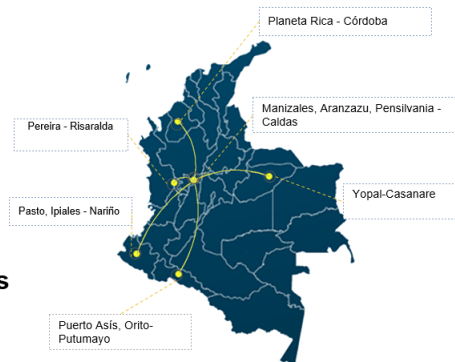 Planeta Rica - Córdoba
Manizales, Aranzazu, Pensilvania -
Caldas
Pereira - Risaralda
Yopal-Casanare
Pasto, Ipiales - Nariño
s
Puerto Asís, Orito-
Putumayo